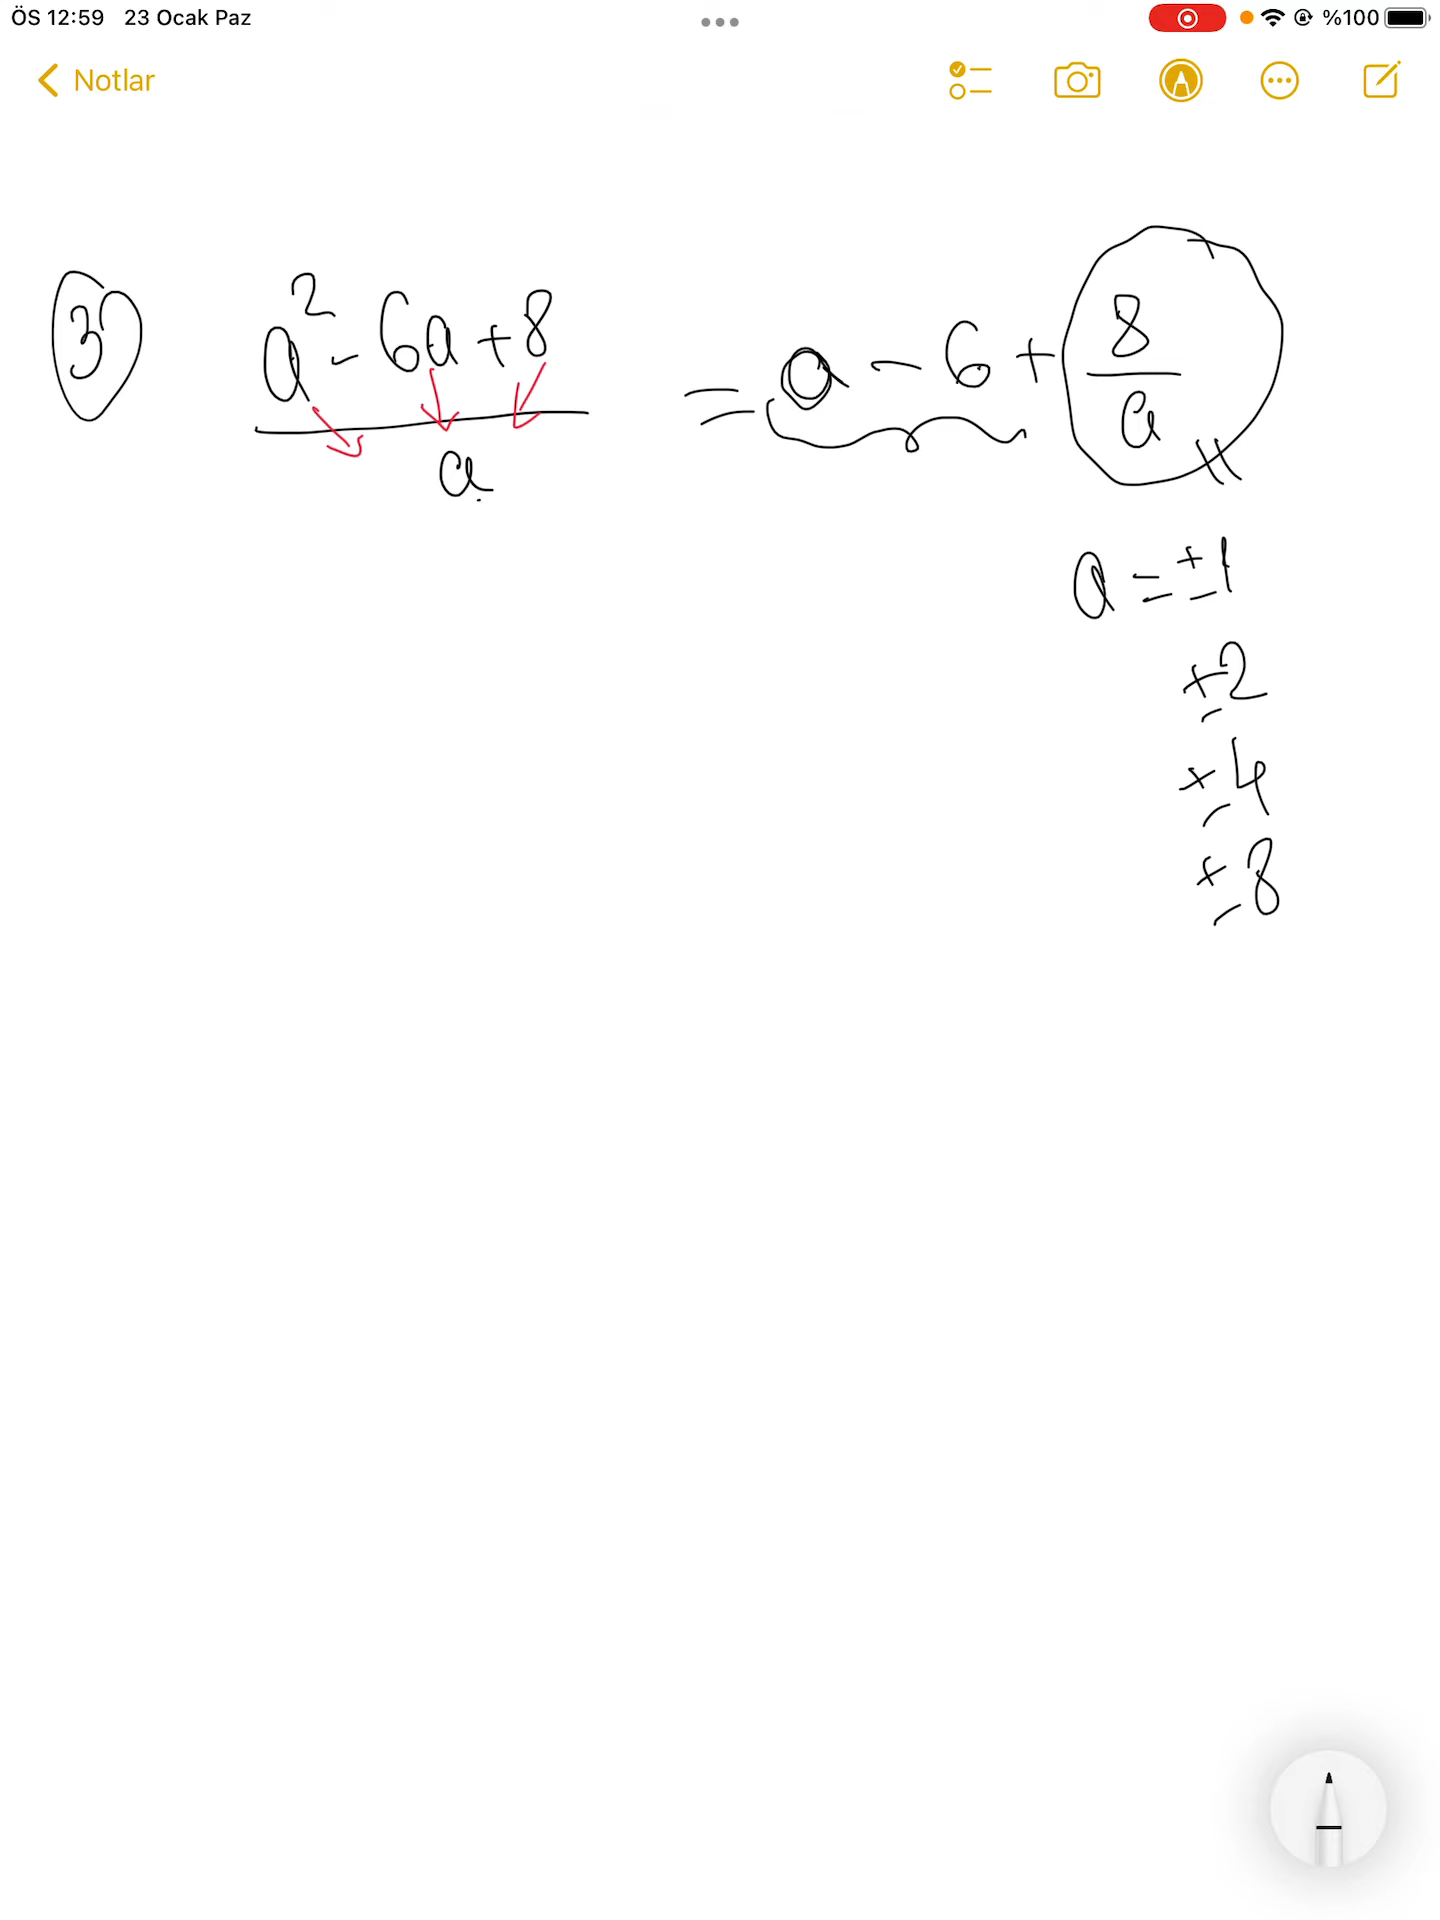 ÖS 12:59 23 Ocak Paz %100
Notlar
3) a² - 6a + 8 / a = a - 6 + 8/a
a = ±1
±2
±4
±8